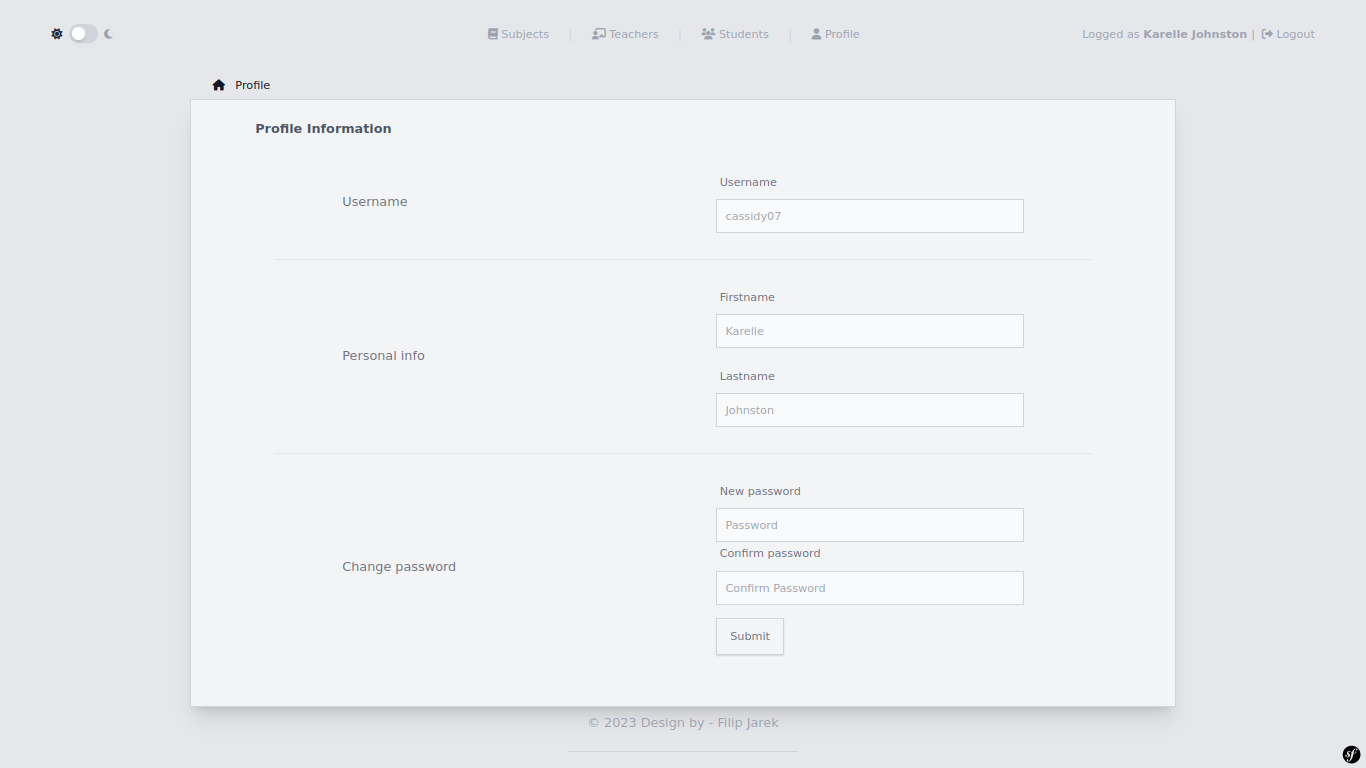 Subjects | Teachers | Students | Profile
Logged as Karelle Johnston | Logout
Profile
Profile Information
Username
Username
cassidy07
Personal info
Firstname
Karelle
Lastname
Johnston
Change password
New password
Password
Confirm password
Confirm Password
Submit
© 2023 Design by - Filip Jarek
sf